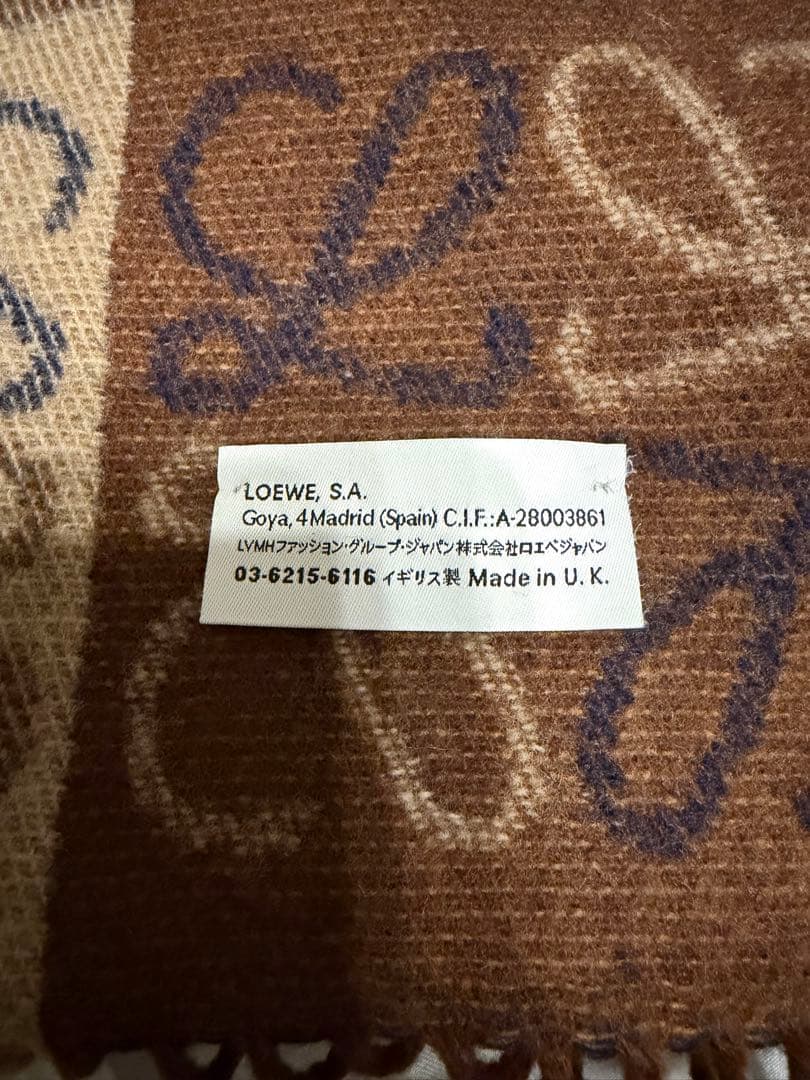 LOEWE, S.A.
Goya, 4 Madrid (Spain) C.I.F.:A-28003861
LVMHファッション・グループ・ジャパン株式会社ロエベジャパン
03-6215-6116 イギリス製 Made in U. K.